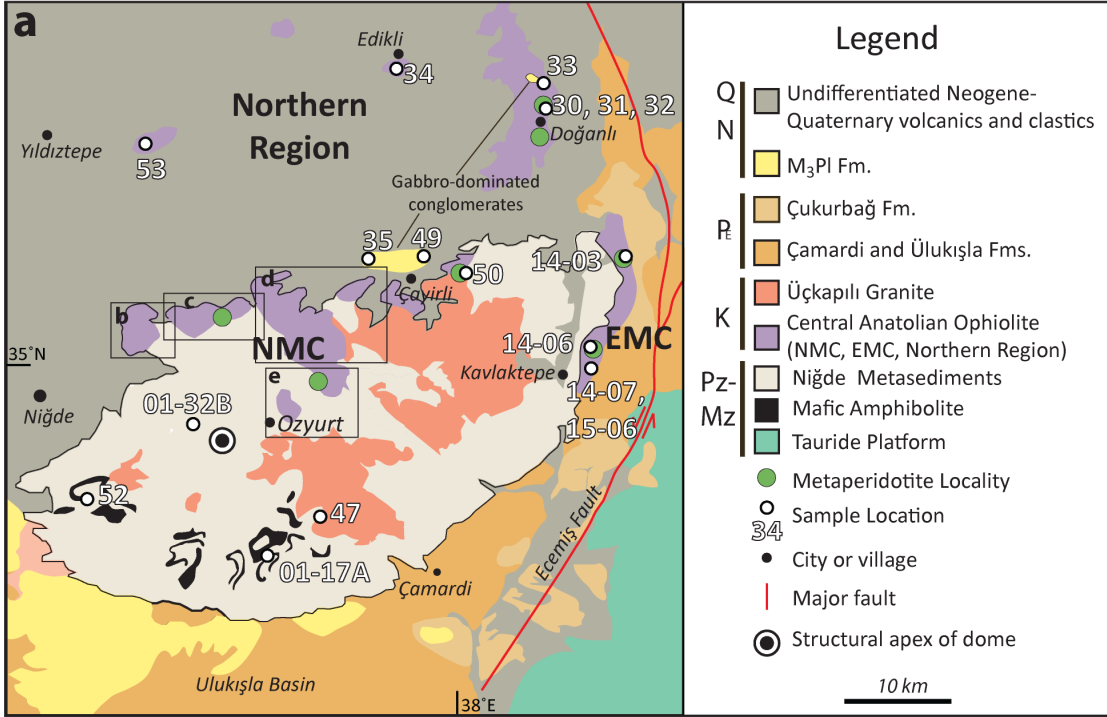 a
Edikli
34
33
30, 31, 32
Doğanlı
Northern
Region
Yıldıztepe
53
Gabbro-dominated
conglomerates
35
49
50
14-03
Çayirli
d
c
b
NMC
EMC
14-06
Kavlaktepe
14-07,
15-06
35˚N
Niğde
e
01-32B
Ozyurt
52
47
01-17A
Çamardi
Ecemiş Fault
Ulukışla Basin
38˚E
Legend
Q
N
Undifferentiated Neogene-
Quaternary volcanics and clastics
M₃Pl Fm.
Çukurbağ Fm.
Çamardi and Ülukışla Fms.
K
Üçkapılı Granite
Central Anatolian Ophiolite
(NMC, EMC, Northern Region)
Pz-
Mz
Niğde Metasediments
Mafic Amphibolite
Tauride Platform
Metaperidotite Locality
34
Sample Location
City or village
Major fault
Structural apex of dome
10 km